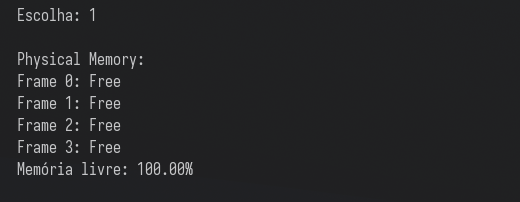 Escolha: 1
Physical Memory:
Frame 0: Free
Frame 1: Free
Frame 2: Free
Frame 3: Free
Memória livre: 100.00%